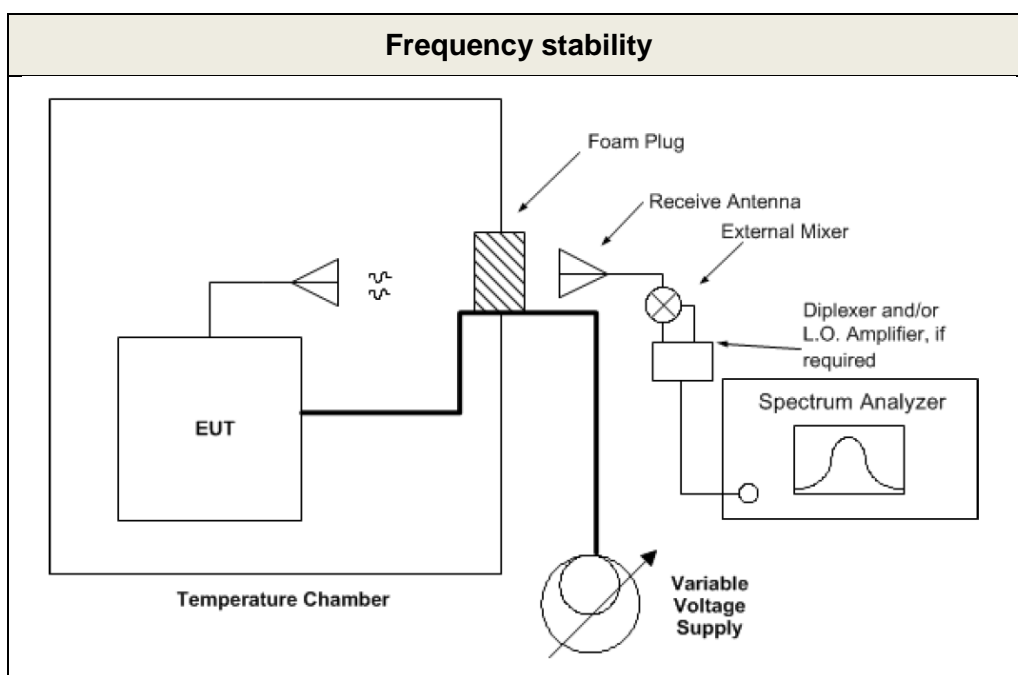 Frequency stability
Foam Plug
Receive Antenna
External Mixer
Diplexer and/or
L.O. Amplifier, if
required
Spectrum Analyzer
EUT
Temperature Chamber
Variable
Voltage
Supply